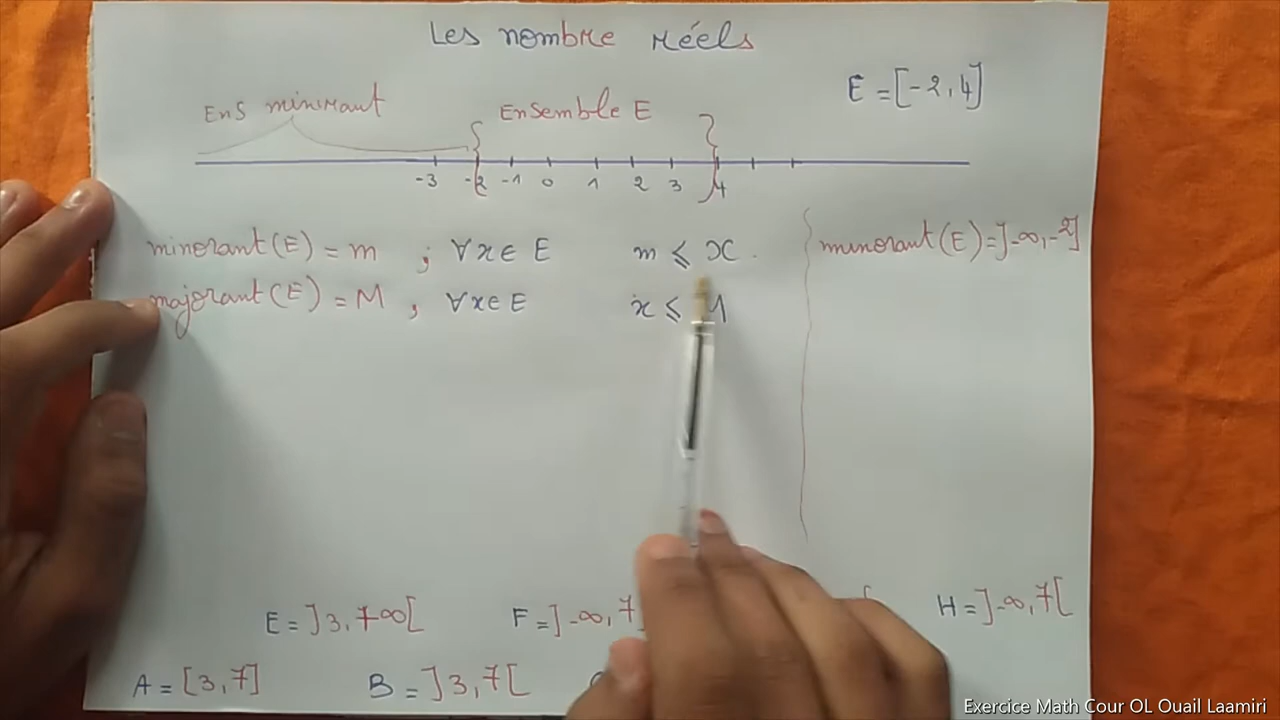 Les nombre réels
E = [-2, 4]
Ens minorant
Ensemble E
-3 -2 -1 0 1 2 3 4
minorant(E) = m ; ∀x ∈ E m ⩽ x
minorant(E) = ]-∞, -2]
majorant(E) = M , ∀x ∈ E x ⩽ M
E = ]3, +∞[ F = ]-∞, 7 H = ]-∞, 7[
A = [3, 7] B = ]3, 7[
Exercice Math Cour OL Ouail Laamiri